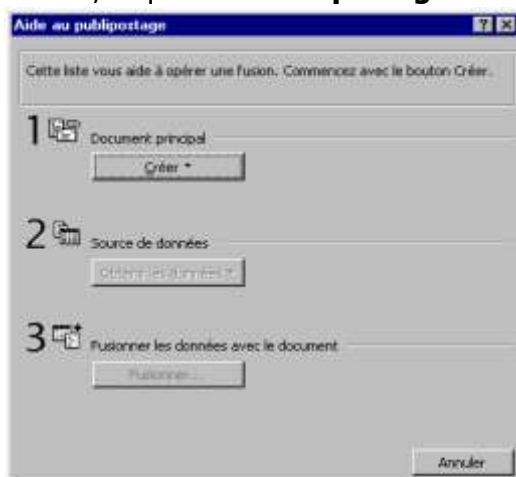 Aide au publipostage
Cette liste vous aide à opérer une fusion. Commencez avec le bouton Créer.
1 Document principal
Créer
2 Source de données
Obtenir les données
3 Fusionner les données avec le document
Fusionner...
Annuler